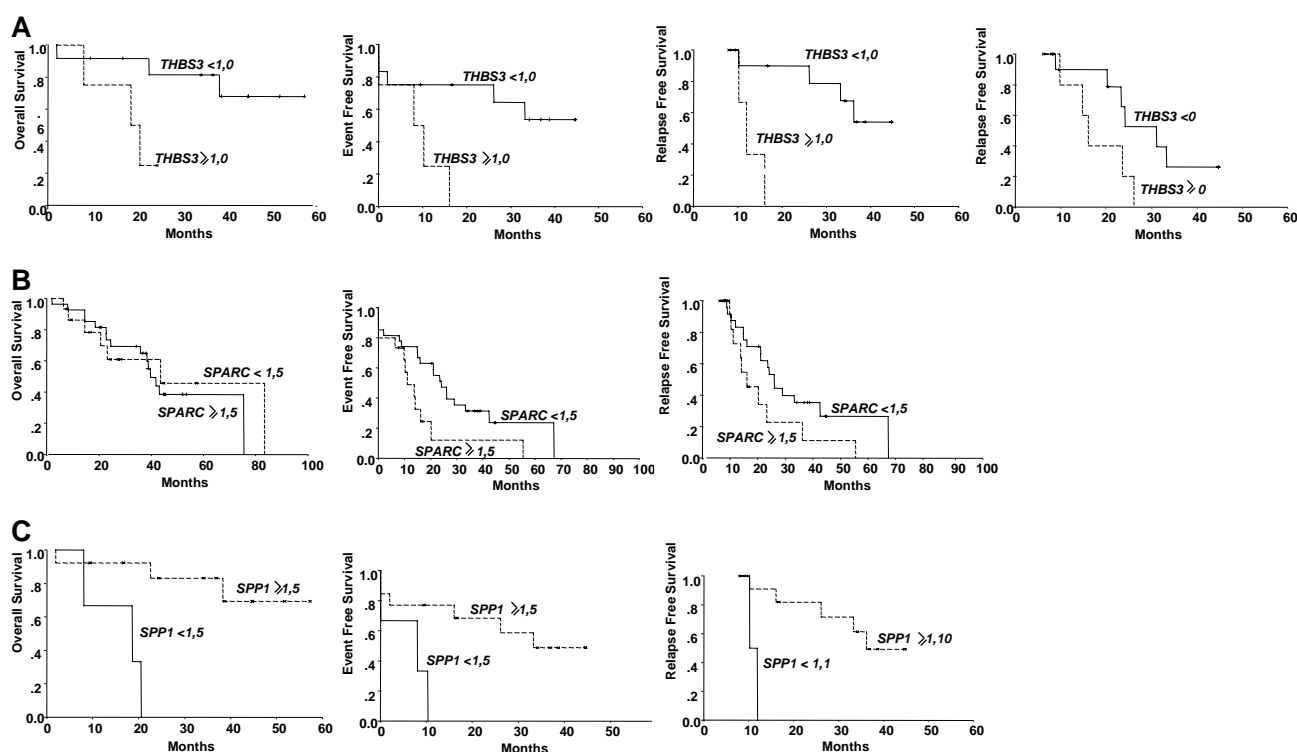 A
Overall Survival
1.0
.8
.6
.4
.2
0.0
THBS3 <1,0
THBS3 ⩾1,0
0 10 20 30 40 50 60
Months
Event Free Survival
1.0
.8
.6
.4
.2
0.0
THBS3 <1,0
THBS3 ⩾1,0
0 10 20 30 40 50 60
Months
Relapse Free Survival
1.0
.8
.6
.4
.2
0.0
THBS3 <1,0
THBS3 ⩾1,0
0 10 20 30 40 50 60
Months
Relapse Free Survival
1.0
.8
.6
.4
.2
0.0
THBS3 <0
THBS3 ⩾ 0
0 10 20 30 40 50 60
Months
B
Overall Survival
1.0
.8
.6
.4
.2
0.0
SPARC < 1,5
SPARC ⩾1,5
0 20 40 60 80 100
Months
Event Free Survival
1.0
.8
.6
.4
.2
0.0
SPARC <1,5
SPARC ⩾ 1,5
0 10 20 30 40 50 60 70 80 90 100
Months
Relapse Free Survival
1.0
.8
.6
.4
.2
0.0
SPARC <1,5
SPARC ⩾1,5
0 10 20 30 40 50 60 70 80 90 100
Months
C
Overall Survival
1.0
.8
.6
.4
.2
0.0
SPP1 ⩾1,5
SPP1 <1,5
0 10 20 30 40 50 60
Months
Event Free Survival
1.0
.8
.6
.4
.2
0.0
SPP1 ⩾1,5
SPP1 <1,5
0 10 20 30 40 50
Months
Relapse Free Survival
1.0
.8
.6
.4
.2
0.0
SPP1 ⩾1,10
SPP1 < 1,1
0 10 20 30 40 50 60
Months